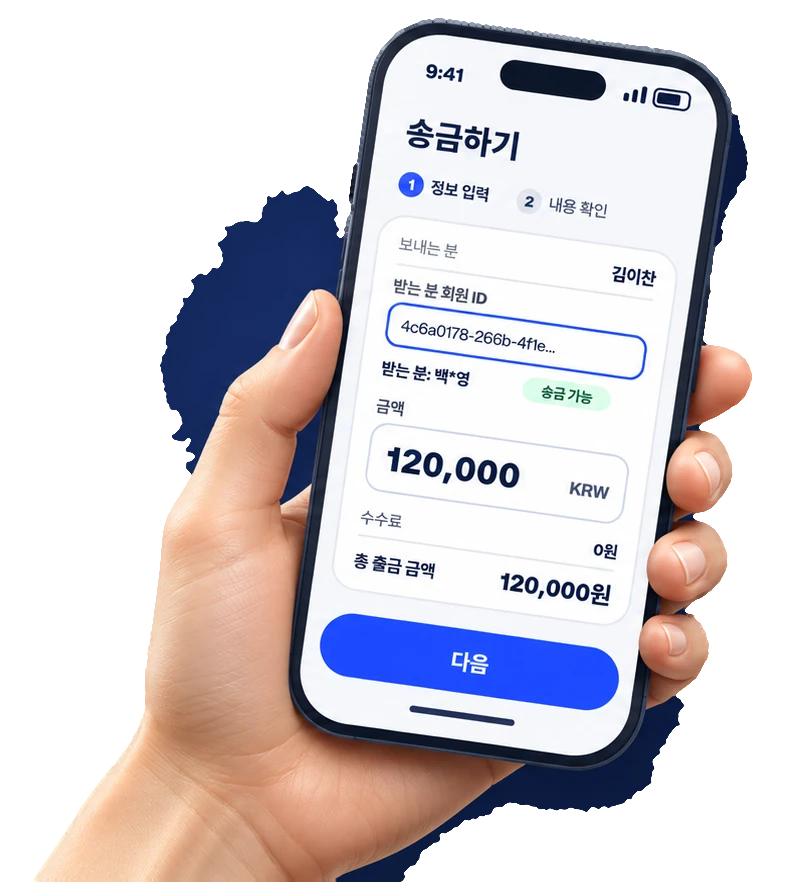 9:41
송금하기
1 정보 입력 2 내용 확인
보내는 분 김이찬
받는 분 회원 ID
4c6a0178-266b-4f1e...
받는 분: 백*영 송금 가능
금액
120,000 KRW
수수료 0원
총 출금 금액 120,000원
다음